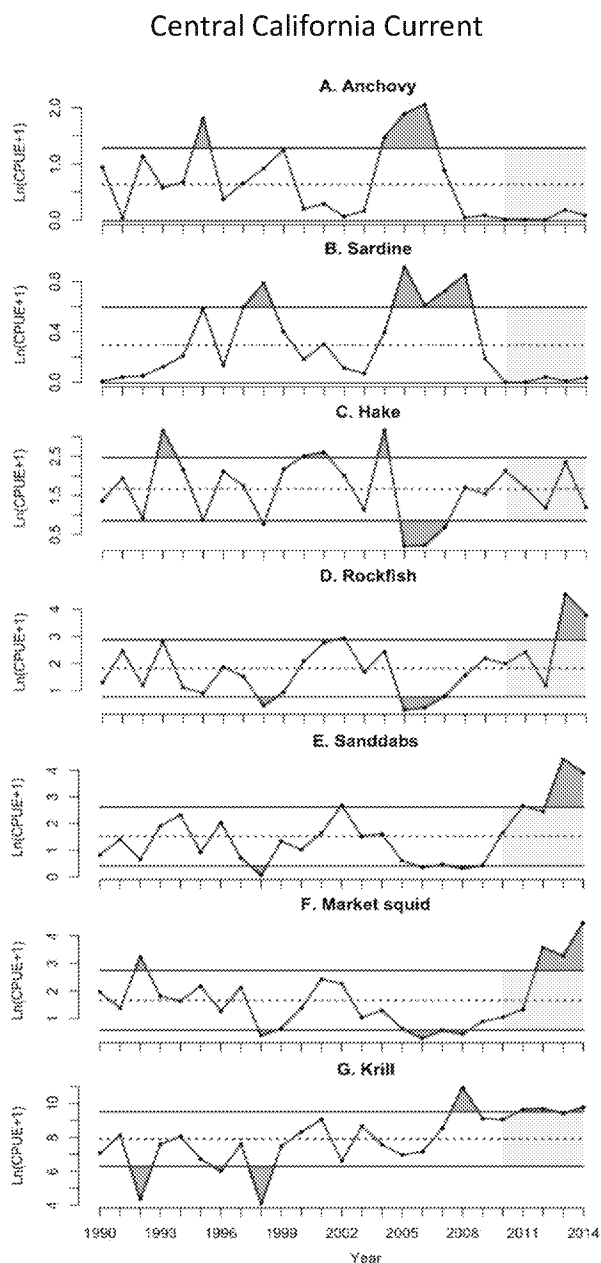 Central California Current
A. Anchovy
Ln(CPUE+1)
0.0 1.0 2.0
B. Sardine
Ln(CPUE+1)
0.0 0.4 0.8
C. Hake
Ln(CPUE+1)
0.5 1.5 2.5
D. Rockfish
Ln(CPUE+1)
1 2 3 4
E. Sanddabs
Ln(CPUE+1)
0 1 2 3 4
F. Market squid
Ln(CPUE+1)
1 2 3 4
G. Krill
Ln(CPUE+1)
4 6 8 10
1990 1993 1996 1999 2002 2005 2008 2011 2014
Year